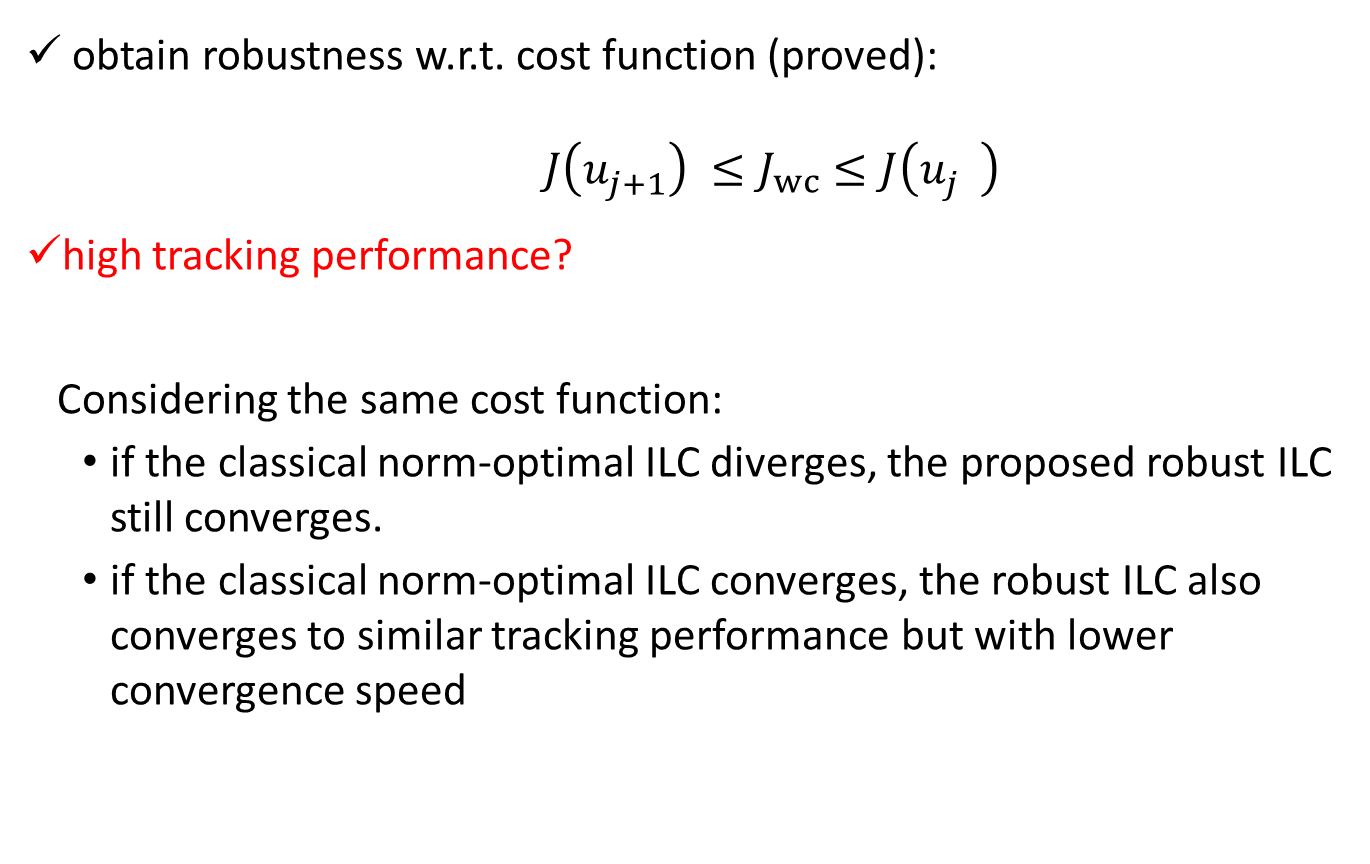 ✓ obtain robustness w.r.t. cost function (proved):
J(u_{j+1}) ≤ J_{wc} ≤ J(u_j )
✓high tracking performance?
Considering the same cost function:
• if the classical norm-optimal ILC diverges, the proposed robust ILC
still converges.
• if the classical norm-optimal ILC converges, the robust ILC also
converges to similar tracking performance but with lower
convergence speed